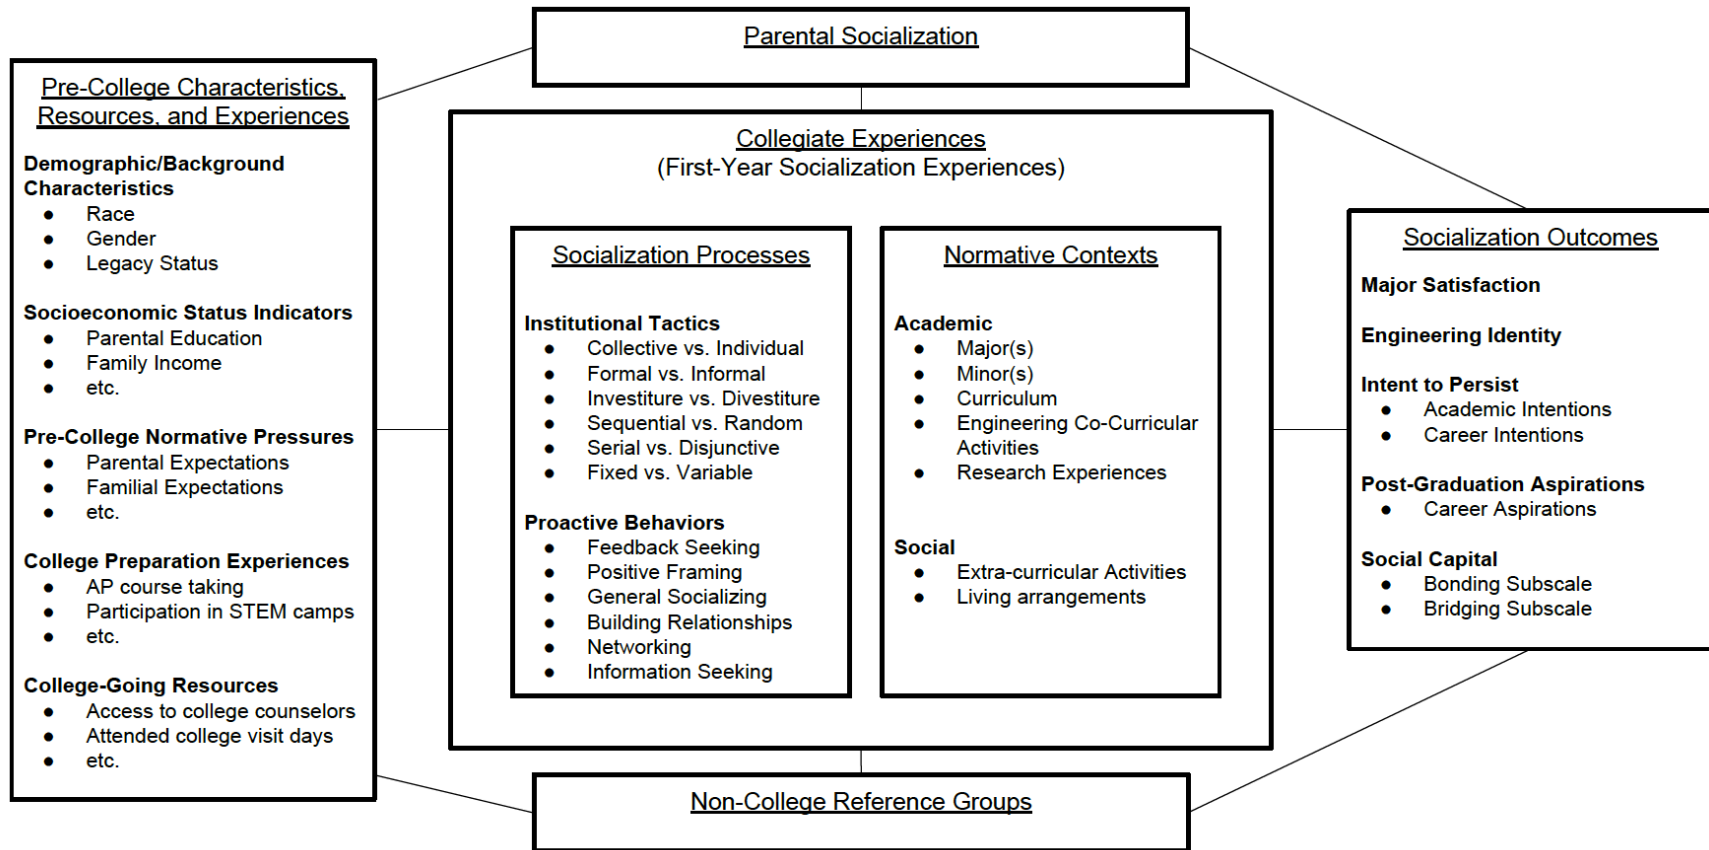 Parental Socialization
Pre-College Characteristics,
Resources, and Experiences
Demographic/Background
Characteristics
● Race
● Gender
● Legacy Status
Socioeconomic Status Indicators
● Parental Education
● Family Income
● etc.
Pre-College Normative Pressures
● Parental Expectations
● Familial Expectations
● etc.
College Preparation Experiences
● AP course taking
● Participation in STEM camps
● etc.
College-Going Resources
● Access to college counselors
● Attended college visit days
● etc.
Collegiate Experiences
(First-Year Socialization Experiences)
Socialization Processes
Institutional Tactics
● Collective vs. Individual
● Formal vs. Informal
● Investiture vs. Divestiture
● Sequential vs. Random
● Serial vs. Disjunctive
● Fixed vs. Variable
Proactive Behaviors
● Feedback Seeking
● Positive Framing
● General Socializing
● Building Relationships
● Networking
● Information Seeking
Normative Contexts
Academic
● Major(s)
● Minor(s)
● Curriculum
● Engineering Co-Curricular
Activities
● Research Experiences
Social
● Extra-curricular Activities
● Living arrangements
Socialization Outcomes
Major Satisfaction
Engineering Identity
Intent to Persist
● Academic Intentions
● Career Intentions
Post-Graduation Aspirations
● Career Aspirations
Social Capital
● Bonding Subscale
● Bridging Subscale
Non-College Reference Groups